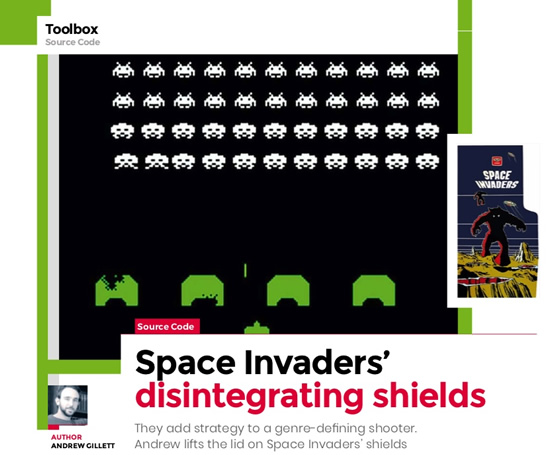 Toolbox
Source Code
SPACE
INVADERS
Source Code
Space Invaders’
disintegrating shields
They add strategy to a genre-defining shooter.
Andrew lifts the lid on Space Invaders’ shields
AUTHOR
ANDREW GILLETT